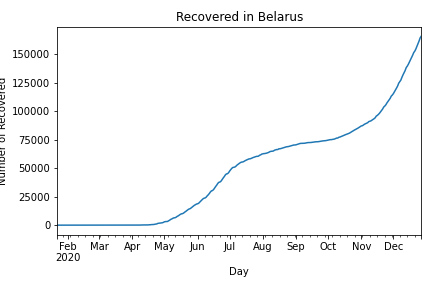 Recovered in Belarus
Number of Recovered
150000
125000
100000
75000
50000
25000
0
Feb Mar Apr May Jun Jul Aug Sep Oct Nov Dec
2020
Day